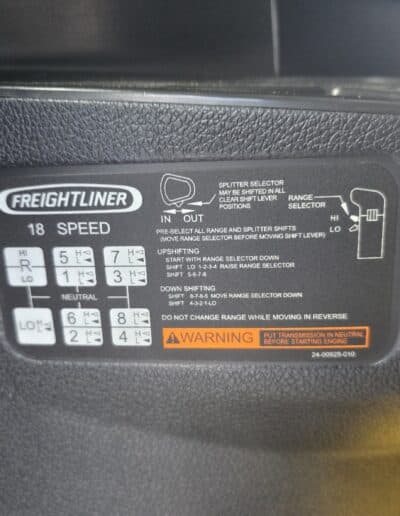 FREIGHTLINER
18 SPEED
HI R LO
5 H L
7 H L
1 H L
3 H L
NEUTRAL
LO H L
6 H L
8 H L
2 H L
4 H L
IN OUT
SPLITTER SELECTOR
MAY BE SHIFTED IN ALL
CLEAR SHIFT LEVER
POSITIONS
RANGE
SELECTOR
HI
LO
PRE-SELECT ALL RANGE AND SPLITTER SHIFTS
(MOVE RANGE SELECTOR BEFORE MOVING SHIFT LEVER)
UPSHIFTING
START WITH RANGE SELECTOR DOWN
SHIFT LO 1-2-3-4 RAISE RANGE SELECTOR
SHIFT 5-6-7-8
DOWN SHIFTING
SHIFT 8-7-6-5 MOVE RANGE SELECTOR DOWN
SHIFT 4-3-2-1-LO
DO NOT CHANGE RANGE WHILE MOVING IN REVERSE
WARNING
PUT TRANSMISSION IN NEUTRAL
BEFORE STARTING ENGINE
24-00925-010